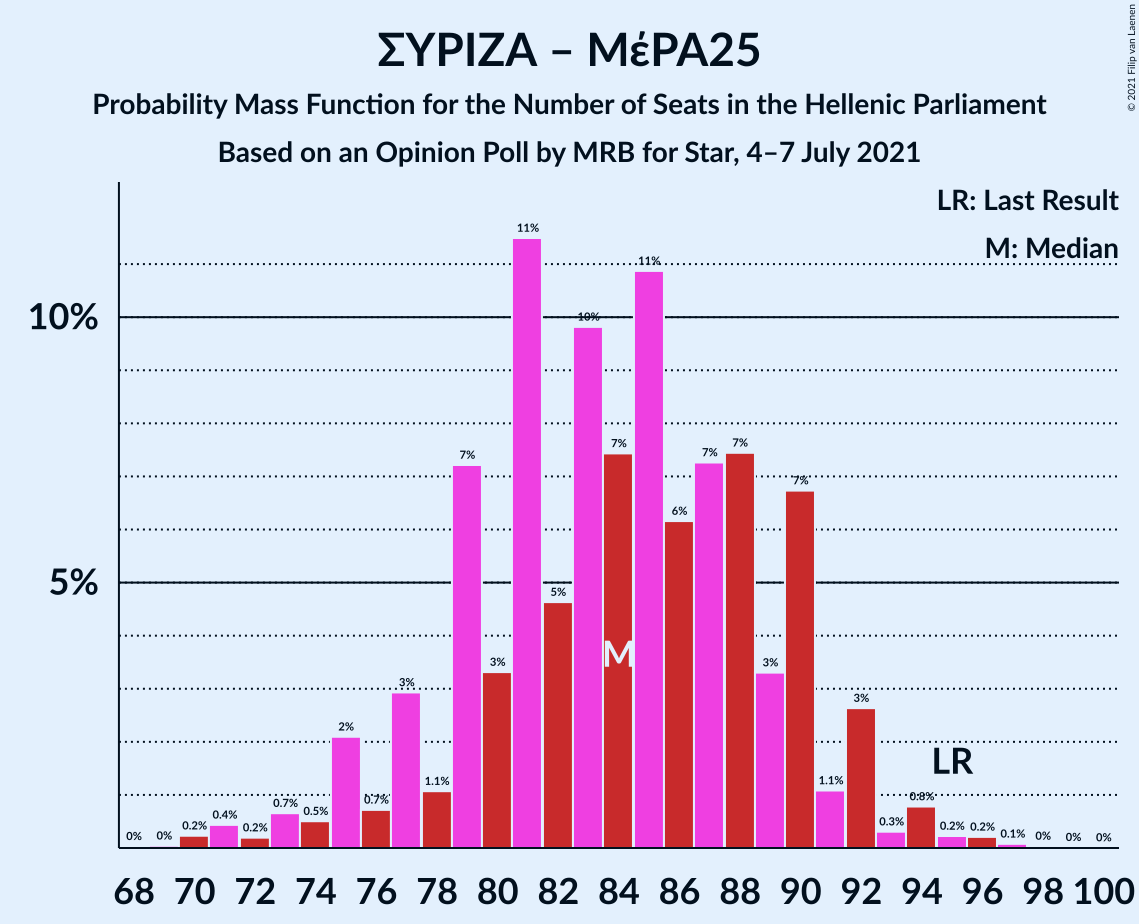 ΣΥΡΙΖΑ – ΜέΡΑ25
Probability Mass Function for the Number of Seats in the Hellenic Parliament
Based on an Opinion Poll by MRB for Star, 4–7 July 2021
© 2021 Filip van Laenen
LR: Last Result
M: Median
10%
5%
0% 0% 0.2% 0.4% 0.2% 0.7% 0.5% 2% 0.7% 3% 1.1% 7% 3% 11% 5% 10% 7% 11% 6% 7% 7% 3% 7% 1.1% 3% 0.3% 0.8% 0.2% 0.2% 0.1% 0% 0% 0%
M
LR
68 70 72 74 76 78 80 82 84 86 88 90 92 94 96 98 100